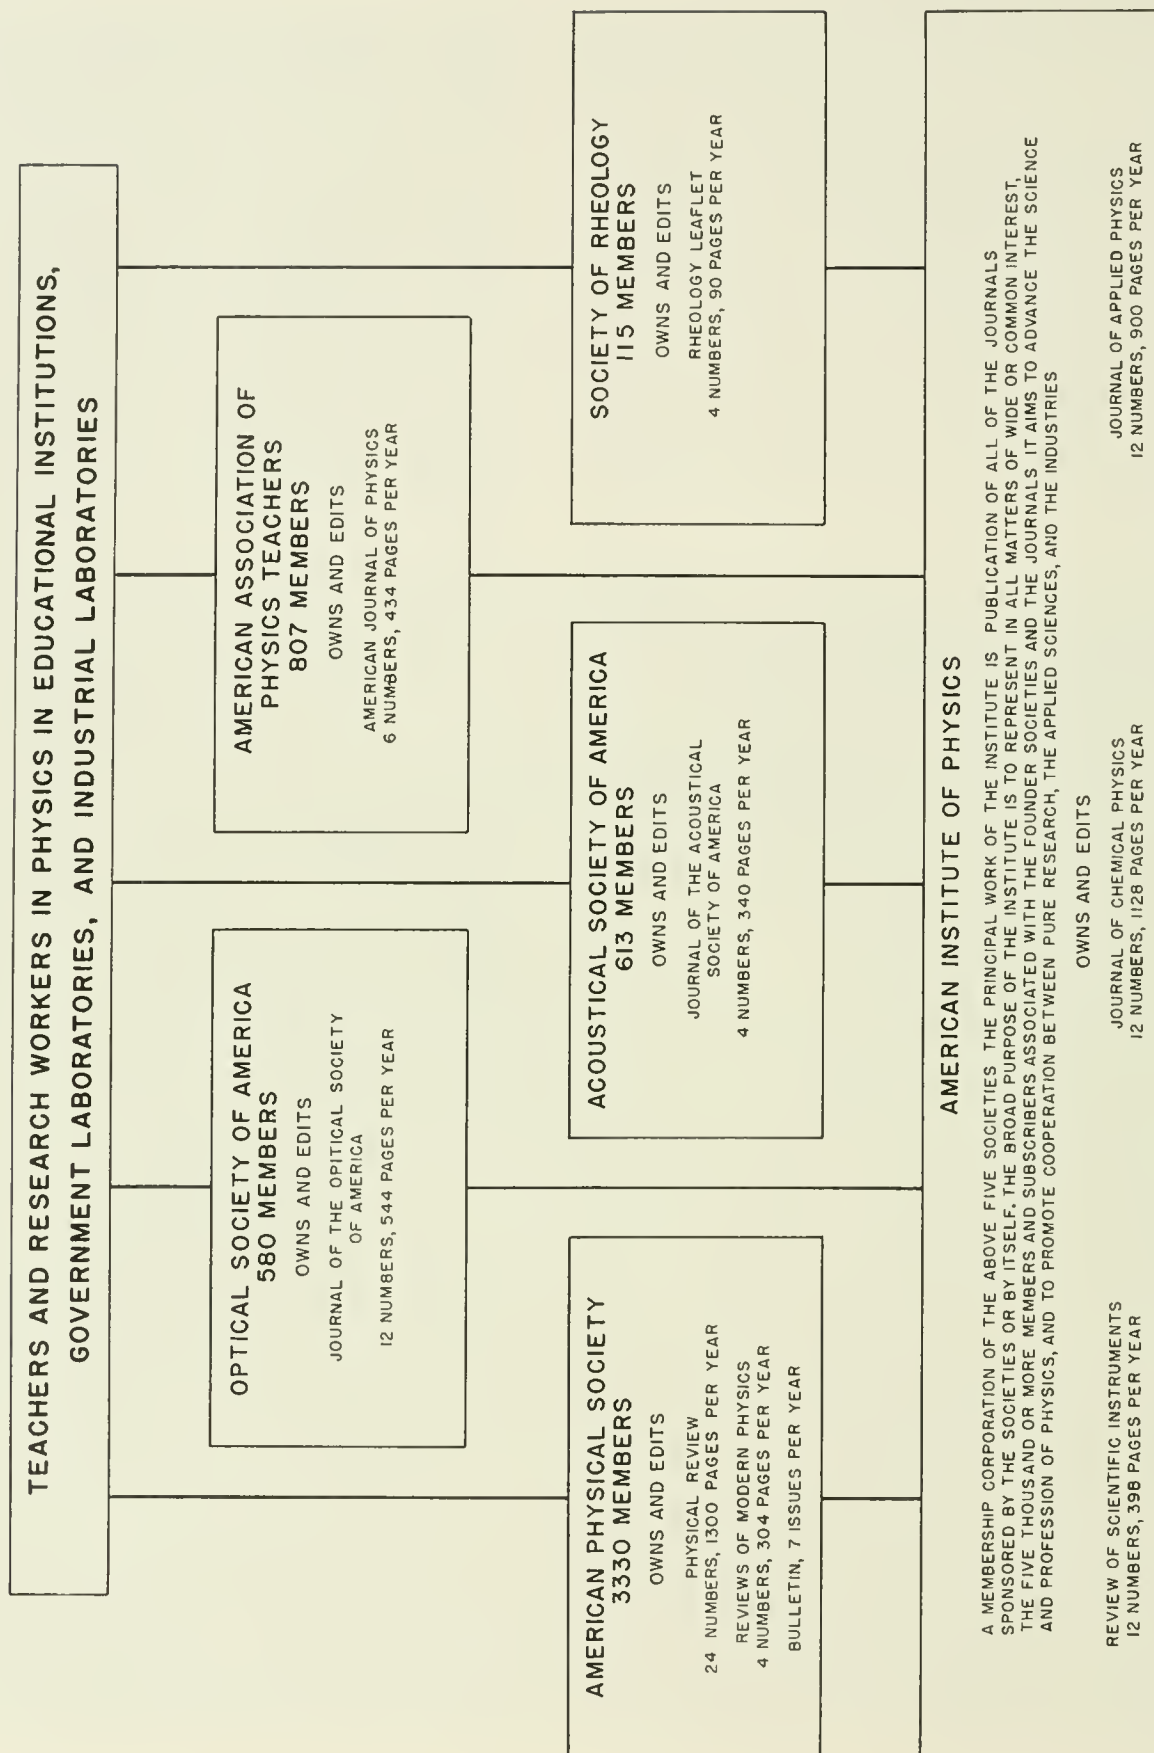 TEACHERS AND RESEARCH WORKERS IN PHYSICS IN EDUCATIONAL INSTITUTIONS,
GOVERNMENT LABORATORIES, AND INDUSTRIAL LABORATORIES
OPTICAL SOCIETY OF AMERICA
580 MEMBERS
OWNS AND EDITS
JOURNAL OF THE OPITICAL SOCIETY
OF AMERICA
12 NUMBERS, 544 PAGES PER YEAR
AMERICAN ASSOCIATION OF
PHYSICS TEACHERS
807 MEMBERS
OWNS AND EDITS
AMERICAN JOURNAL OF PHYSICS
6 NUMBERS, 434 PAGES PER YEAR
AMERICAN PHYSICAL SOCIETY
3330 MEMBERS
OWNS AND EDITS
PHYSICAL REVIEW
24 NUMBERS, 1300 PAGES PER YEAR
REVIEWS OF MODERN PHYSICS
4 NUMBERS, 304 PAGES PER YEAR
BULLETIN, 7 ISSUES PER YEAR
ACOUSTICAL SOCIETY OF AMERICA
613 MEMBERS
OWNS AND EDITS
JOURNAL OF THE ACOUSTICAL
SOCIETY OF AMERICA
4 NUMBERS, 340 PAGES PER YEAR
SOCIETY OF RHEOLOGY
115 MEMBERS
OWNS AND EDITS
RHEOLOGY LEAFLET
4 NUMBERS, 90 PAGES PER YEAR
AMERICAN INSTITUTE OF PHYSICS
A MEMBERSHIP CORPORATION OF THE ABOVE FIVE SOCIETIES THE PRINCIPAL WORK OF THE INSTITUTE IS PUBLICATION OF ALL OF THE JOURNALS
SPONSORED BY THE SOCIETIES OR BY ITSELF. THE BROAD PURPOSE OF THE INSTITUTE IS TO REPRESENT IN ALL MATTERS OF WIDE OR COMMON INTEREST,
THE FIVE THOUSAND OR MORE MEMBERS AND SUBSCRIBERS ASSOCIATED WITH THE FOUNDER SOCIETIES AND THE JOURNALS IT AIMS TO ADVANCE THE SCIENCE
AND PROFESSION OF PHYSICS, AND TO PROMOTE COOPERATION BETWEEN PURE RESEARCH, THE APPLIED SCIENCES, AND THE INDUSTRIES
OWNS AND EDITS
REVIEW OF SCIENTIFIC INSTRUMENTS
12 NUMBERS, 398 PAGES PER YEAR
JOURNAL OF CHEMICAL PHYSICS
12 NUMBERS, 1128 PAGES PER YEAR
JOURNAL OF APPLIED PHYSICS
12 NUMBERS, 900 PAGES PER YEAR